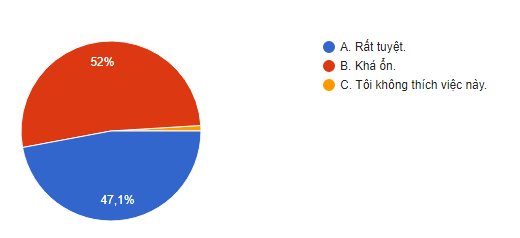 52%
47,1%
A. Rất tuyệt.
B. Khá ổn.
C. Tôi không thích việc này.